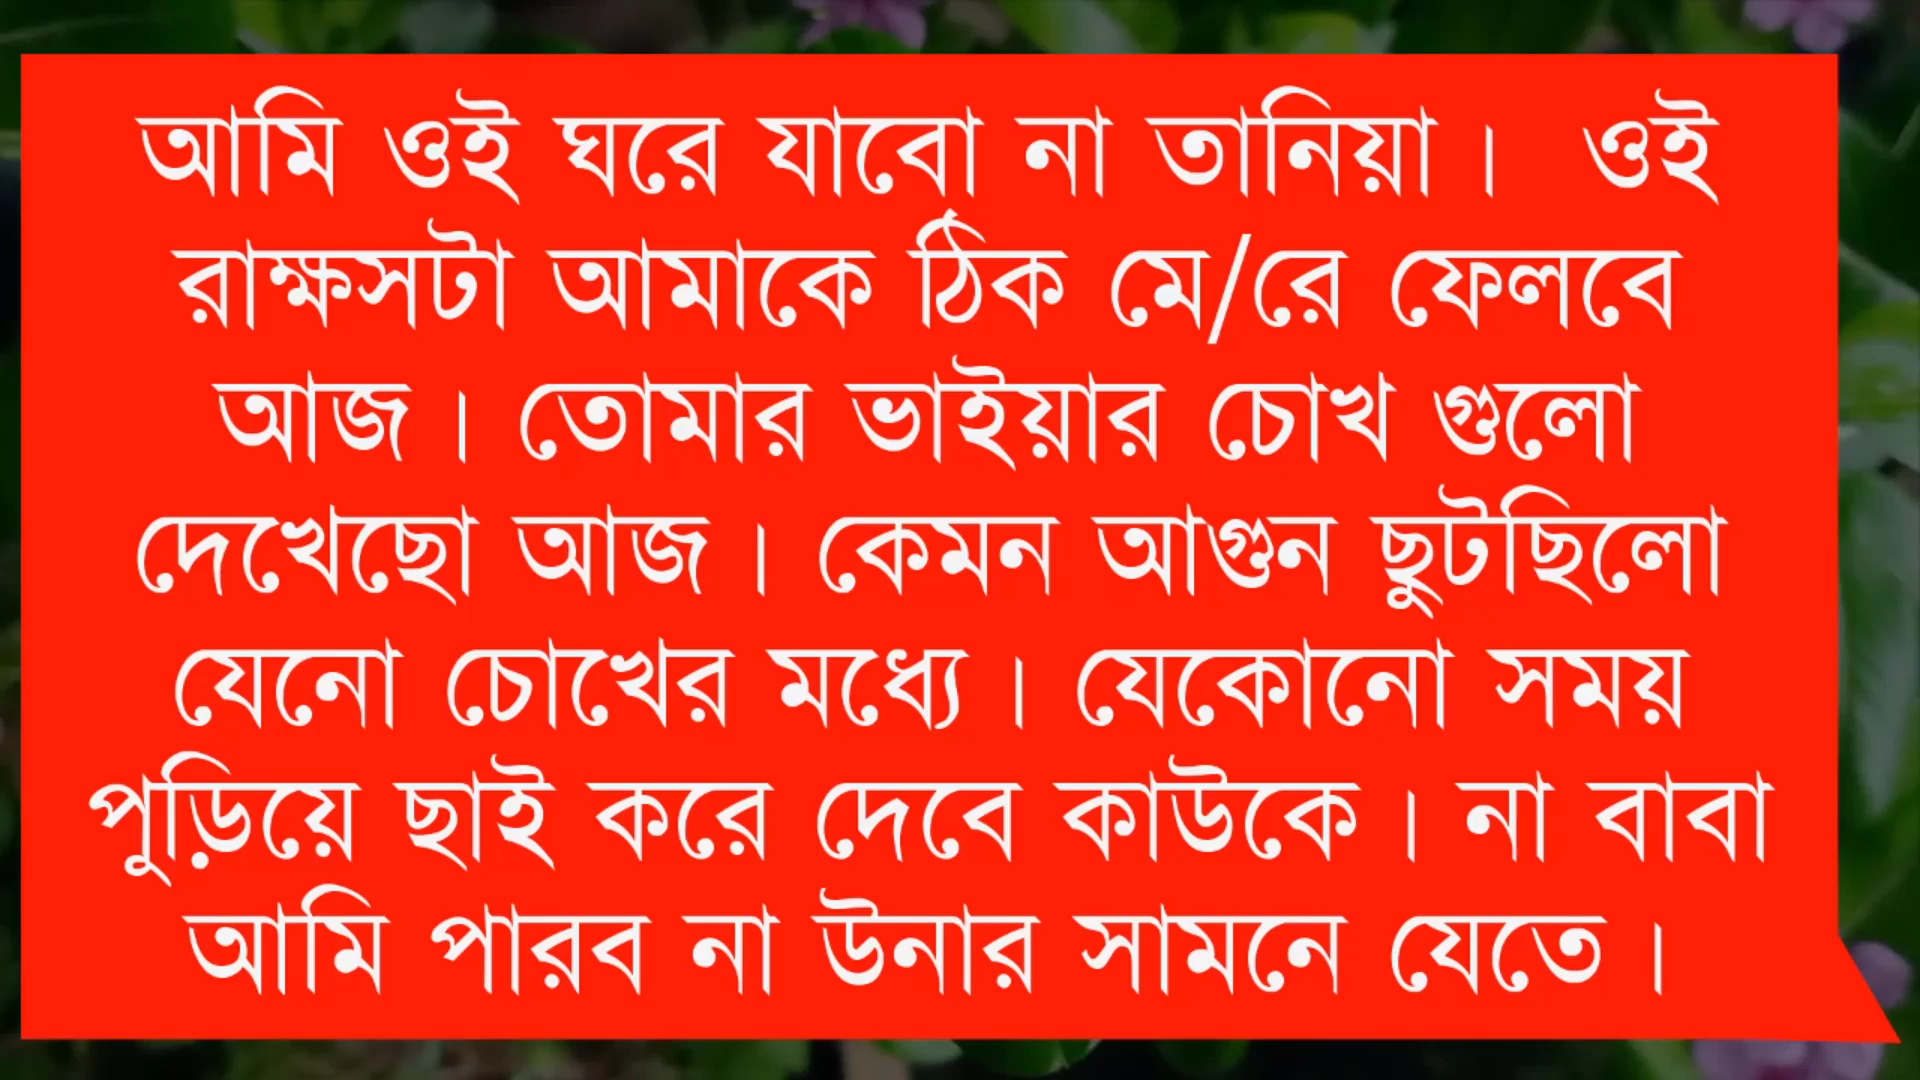 আমি ওই ঘরে যাবো না তানিয়া। ওই
রাক্ষসটা আমাকে ঠিক মে/রে ফেলবে
আজ। তোমার ভাইয়ার চোখ গুলো
দেখেছো আজ। কেমন আগুন ছুটছিলো
যেনো চোখের মধ্যে। যেকোনো সময়
পুড়িয়ে ছাই করে দেবে কাউকে। না বাবা
আমি পারব না উনার সামনে যেতে।